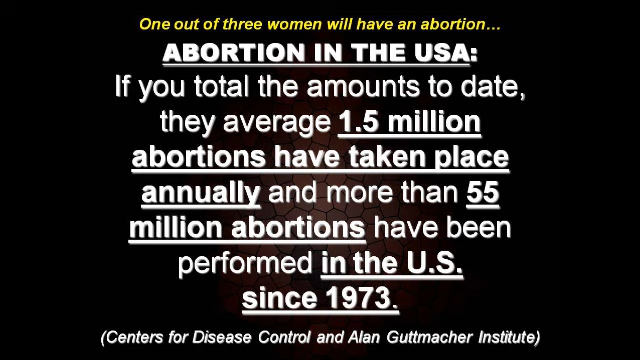 One out of three women will have an abortion…
ABORTION IN THE USA:
If you total the amounts to date,
they average 1.5 million
abortions have taken place
annually and more than 55
million abortions have been
performed in the U.S.
since 1973.
(Centers for Disease Control and Alan Guttmacher Institute)